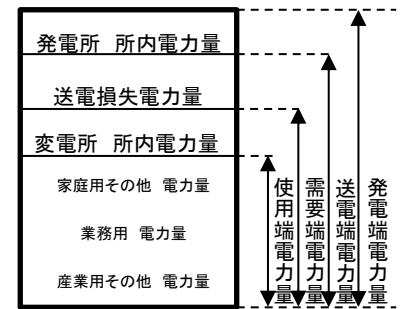 発電所 所内電力量
送電損失電力量
変電所 所内電力量
家庭用その他 電力量
業務用 電力量
産業用その他 電力量
使用端電力量
需要端電力量
送電端電力量
発電端電力量